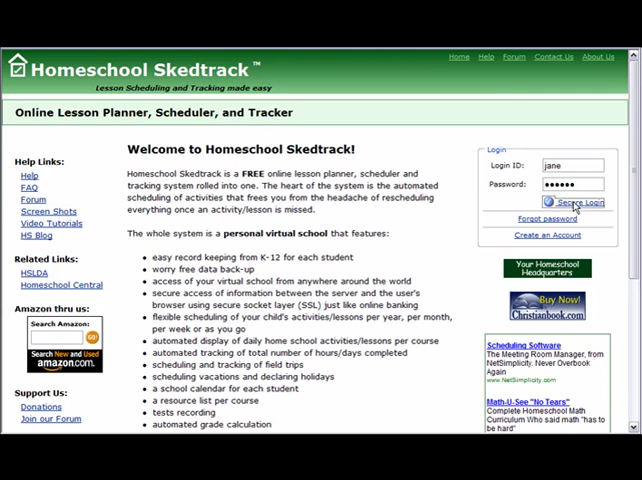 Home Help Forum Contact Us About Us
Homeschool Skedtrack ™
Lesson Scheduling and Tracking made easy
Online Lesson Planner, Scheduler, and Tracker
Help Links:
Help
FAQ
Forum
Screen Shots
Video Tutorials
HS Blog
Related Links:
HSLDA
Homeschool Central
Amazon thru us:
Search Amazon:
GO!
Search New and Used
amazon.com
Support Us:
Donations
Join our Forum
Welcome to Homeschool Skedtrack!
Homeschool Skedtrack is a FREE online lesson planner, scheduler and
tracking system rolled into one. The heart of the system is the automated
scheduling of activities that frees you from the headache of rescheduling
everything once an activity/lesson is missed.
The whole system is a personal virtual school that features:
• easy record keeping from K-12 for each student
• worry free data back-up
• access of your virtual school from anywhere around the world
• secure access of information between the server and the user's
browser using secure socket layer (SSL) just like online banking
• flexible scheduling of your child's activities/lessons per year, per month,
per week or as you go
• automated display of daily home school activities/lessons per course
• automated tracking of total number of hours/days completed
• scheduling and tracking of field trips
• scheduling vacations and declaring holidays
• a school calendar for each student
• a resource list per course
• tests recording
• automated grade calculation
Login
Login ID: jane
Password: ••••••
Secure Login
Forgot password
Create an Account
Your Homeschool
Headquarters
Buy Now!
Christianbook.com
Scheduling Software
The Meeting Room Manager, from
NetSimplicity. Never Overbook
Again
www.NetSimplicity.com
Math-U-See "No Tears"
Complete Homeschool Math
Curriculum Who said math "has to
be hard"